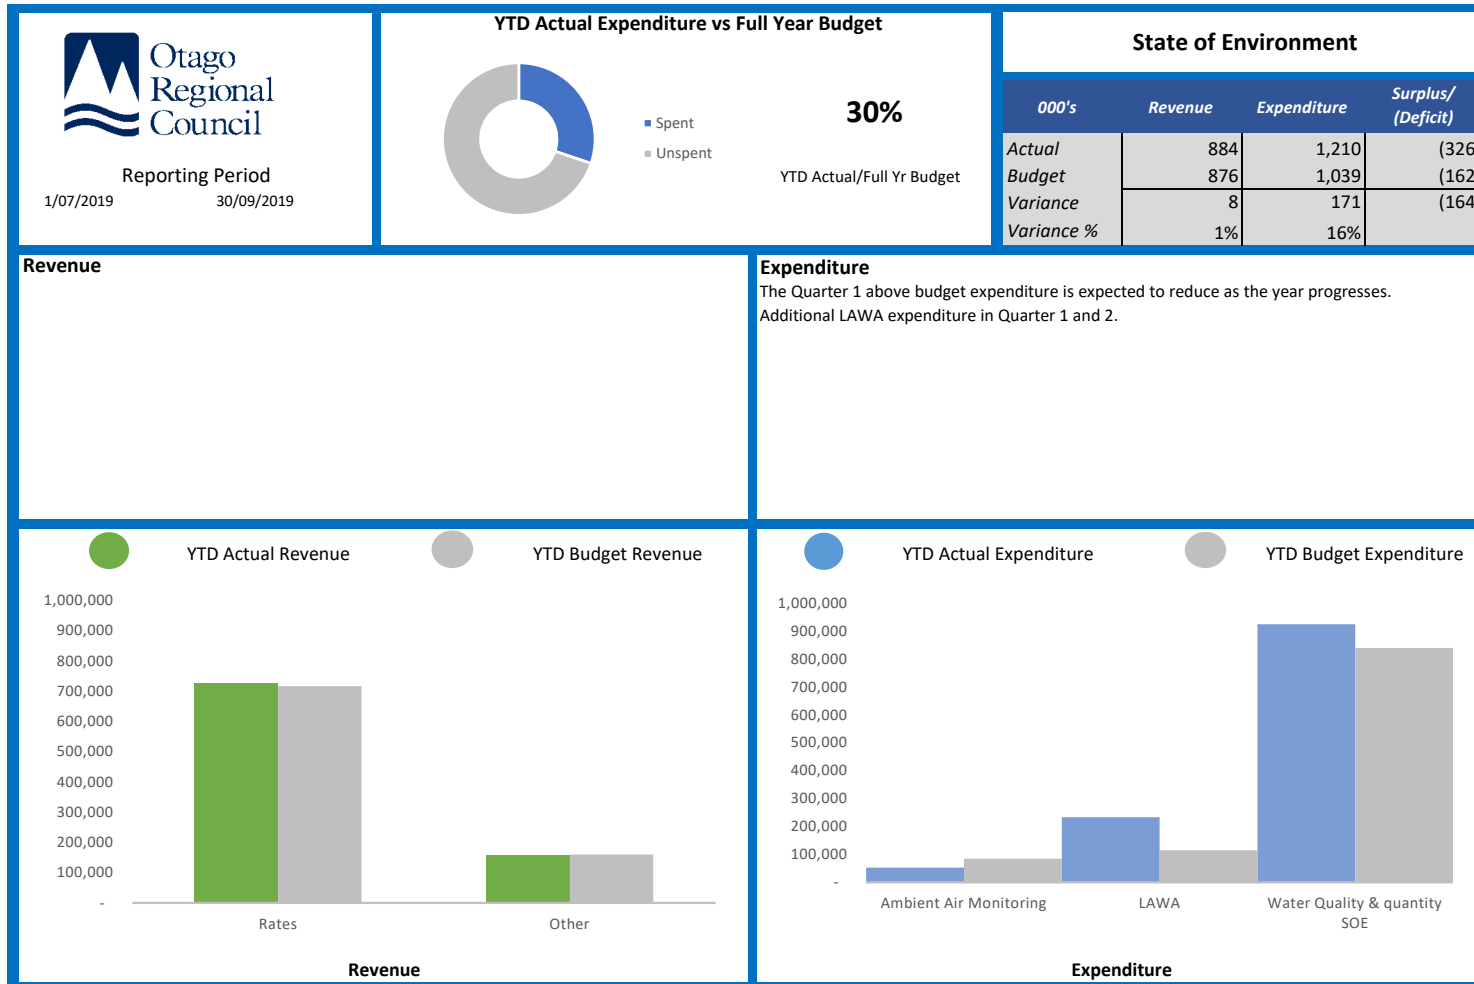 Otago
Regional
Council
Reporting Period
1/07/2019 30/09/2019
YTD Actual Expenditure vs Full Year Budget
Spent
Unspent
30%
YTD Actual/Full Yr Budget
State of Environment
000's Revenue Expenditure Surplus/ (Deficit)
Actual 884 1,210 (326
Budget 876 1,039 (162
Variance 8 171 (164
Variance % 1% 16%
Revenue
Expenditure
The Quarter 1 above budget expenditure is expected to reduce as the year progresses.
Additional LAWA expenditure in Quarter 1 and 2.
YTD Actual Revenue YTD Budget Revenue
1,000,000
900,000
800,000
700,000
600,000
500,000
400,000
300,000
200,000
100,000
-
Rates Other
Revenue
YTD Actual Expenditure YTD Budget Expenditure
1,000,000
900,000
800,000
700,000
600,000
500,000
400,000
300,000
200,000
100,000
-
Ambient Air Monitoring LAWA Water Quality & quantity
SOE
Expenditure